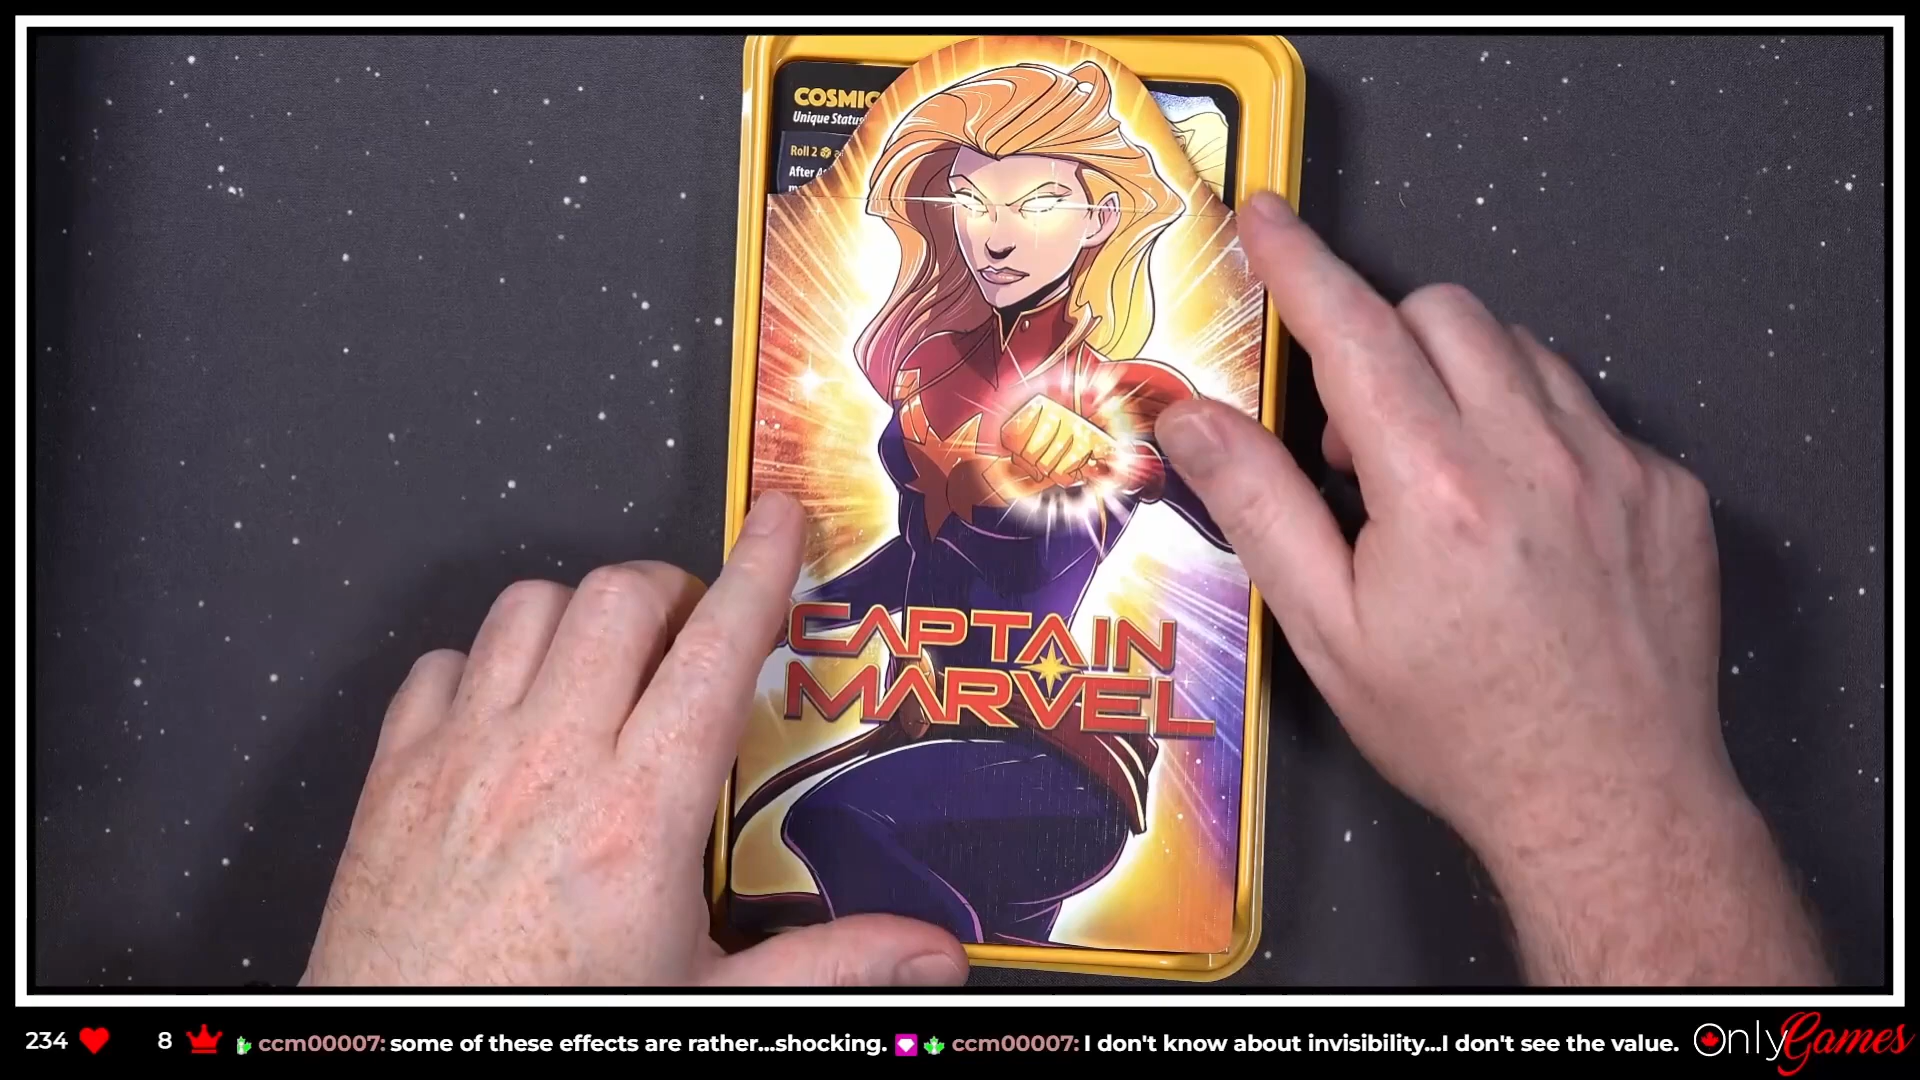 COSMIC
Unique Status
Roll 2
After
CAPTAIN
MARVEL
234
8
ccm00007: some of these effects are rather...shocking.
ccm00007: I don't know about invisibility...I don't see the value.
OnlyGames